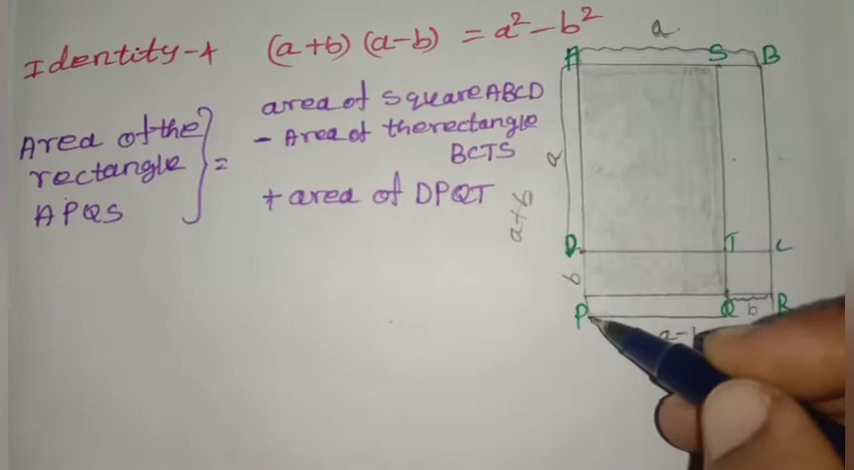 Identity-4 (a+b) (a-b) = a² - b²
Area of the rectangle APQS } =
area of square ABCD
- Area of the rectangle BCTS
+ area of DPQT
a
A S B
a
a+b
D T C
b
P Q b R